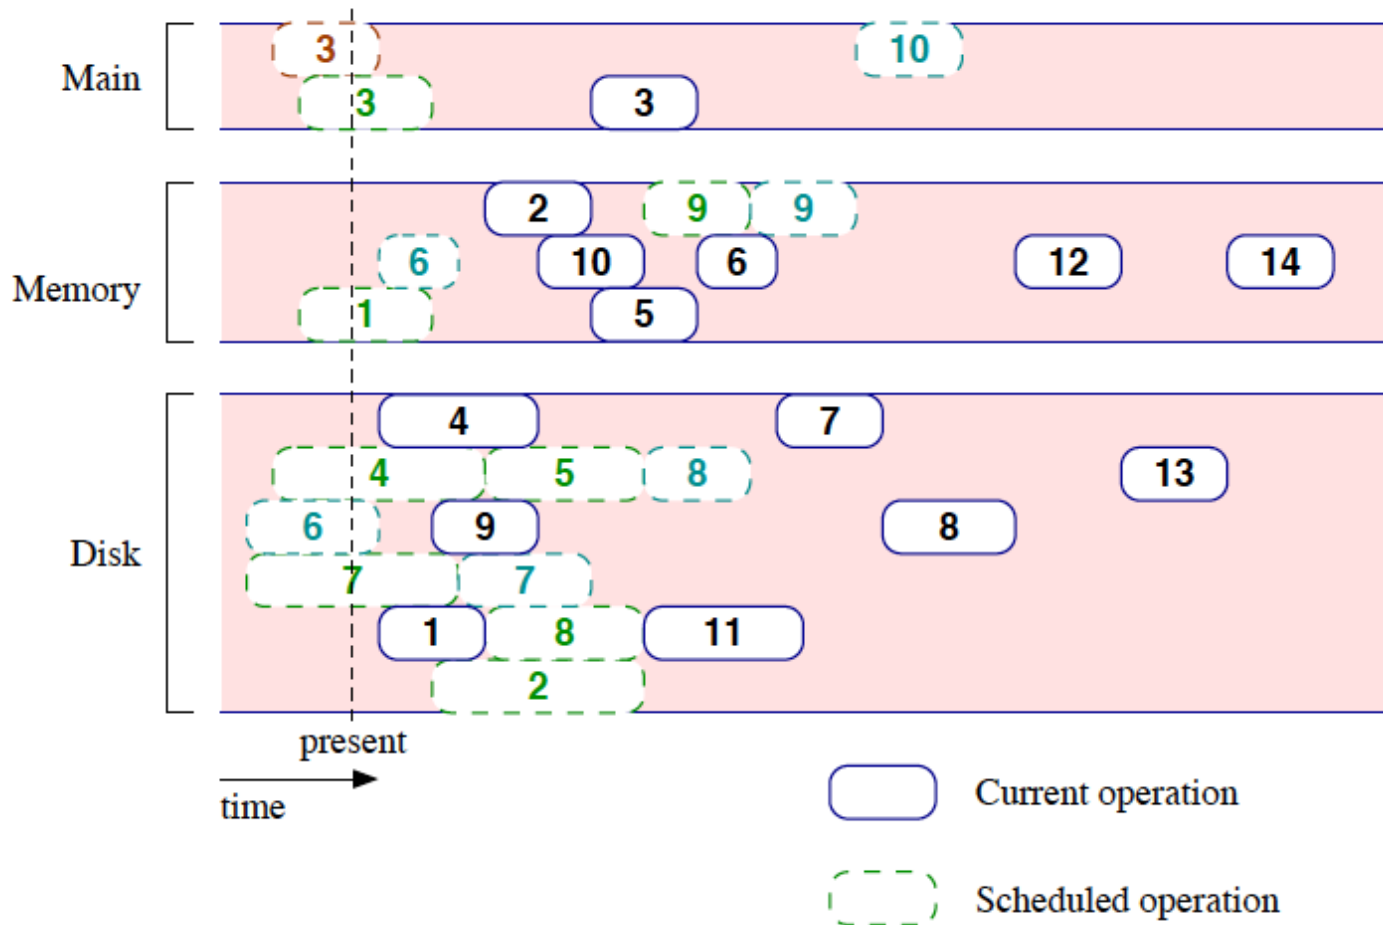 3 10
Main
3 3
2 9 9
6 10 6 12 14
Memory
1 5
4 7
4 5 8 13
6 9 8
Disk
7 7
1 8 11
2
present
time
Current operation
Scheduled operation